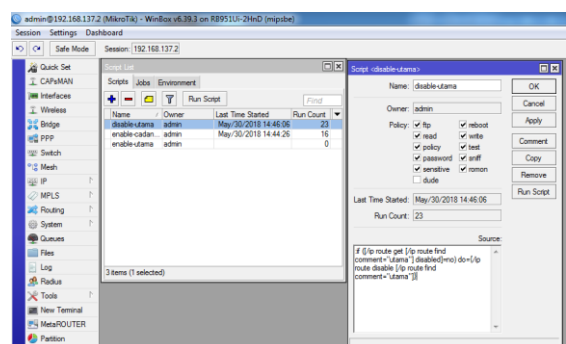 admin@192.168.137.2 (MikroTik) - WinBox v6.39.3 on RB951Ui-2HnD (mipsbe)
Session Settings Dashboard
Safe Mode Session: 192.168.137.2
Quick Set
CAPsMAN
Interfaces
Wireless
Bridge
PPP
Switch
Mesh
IP
MPLS
Routing
System
Queues
Files
Log
Radius
Tools
New Terminal
MetaROUTER
Partition
Script List
Scripts Jobs Environment
Run Script Find
Name Owner Last Time Started Run Count
disable-utama admin May/30/2018 14:46:06 23
enable-cadan... admin May/30/2018 14:44:26 16
enable-utama admin 0
3 items (1 selected)
Script <disable-utama>
Name: disable-utama
Owner: admin
Policy: ftp reboot
read write
policy test
password sniff
sensitive romon
dude
Last Time Started: May/30/2018 14:46:06
Run Count: 23
Source:
:if ([/ip route get [/ip route find
comment="utama"] disabled]=no) do={/ip
route disable [/ip route find
comment="utama"]}
OK
Cancel
Apply
Comment
Copy
Remove
Run Script